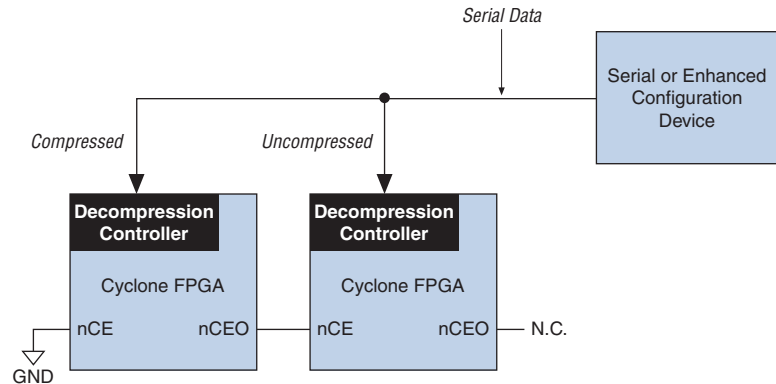 Serial Data
Serial or Enhanced
Configuration
Device
Compressed
Uncompressed
Decompression
Controller
Decompression
Controller
Cyclone FPGA
Cyclone FPGA
nCE
nCEO
nCE
nCEO
N.C.
GND